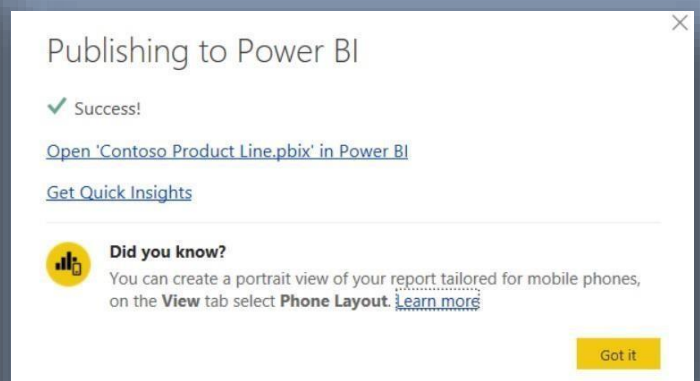 Publishing to Power BI
Success!
Open 'Contoso Product Line.pbix' in Power BI
Get Quick Insights
Did you know?
You can create a portrait view of your report tailored for mobile phones,
on the View tab select Phone Layout. Learn more
Got it